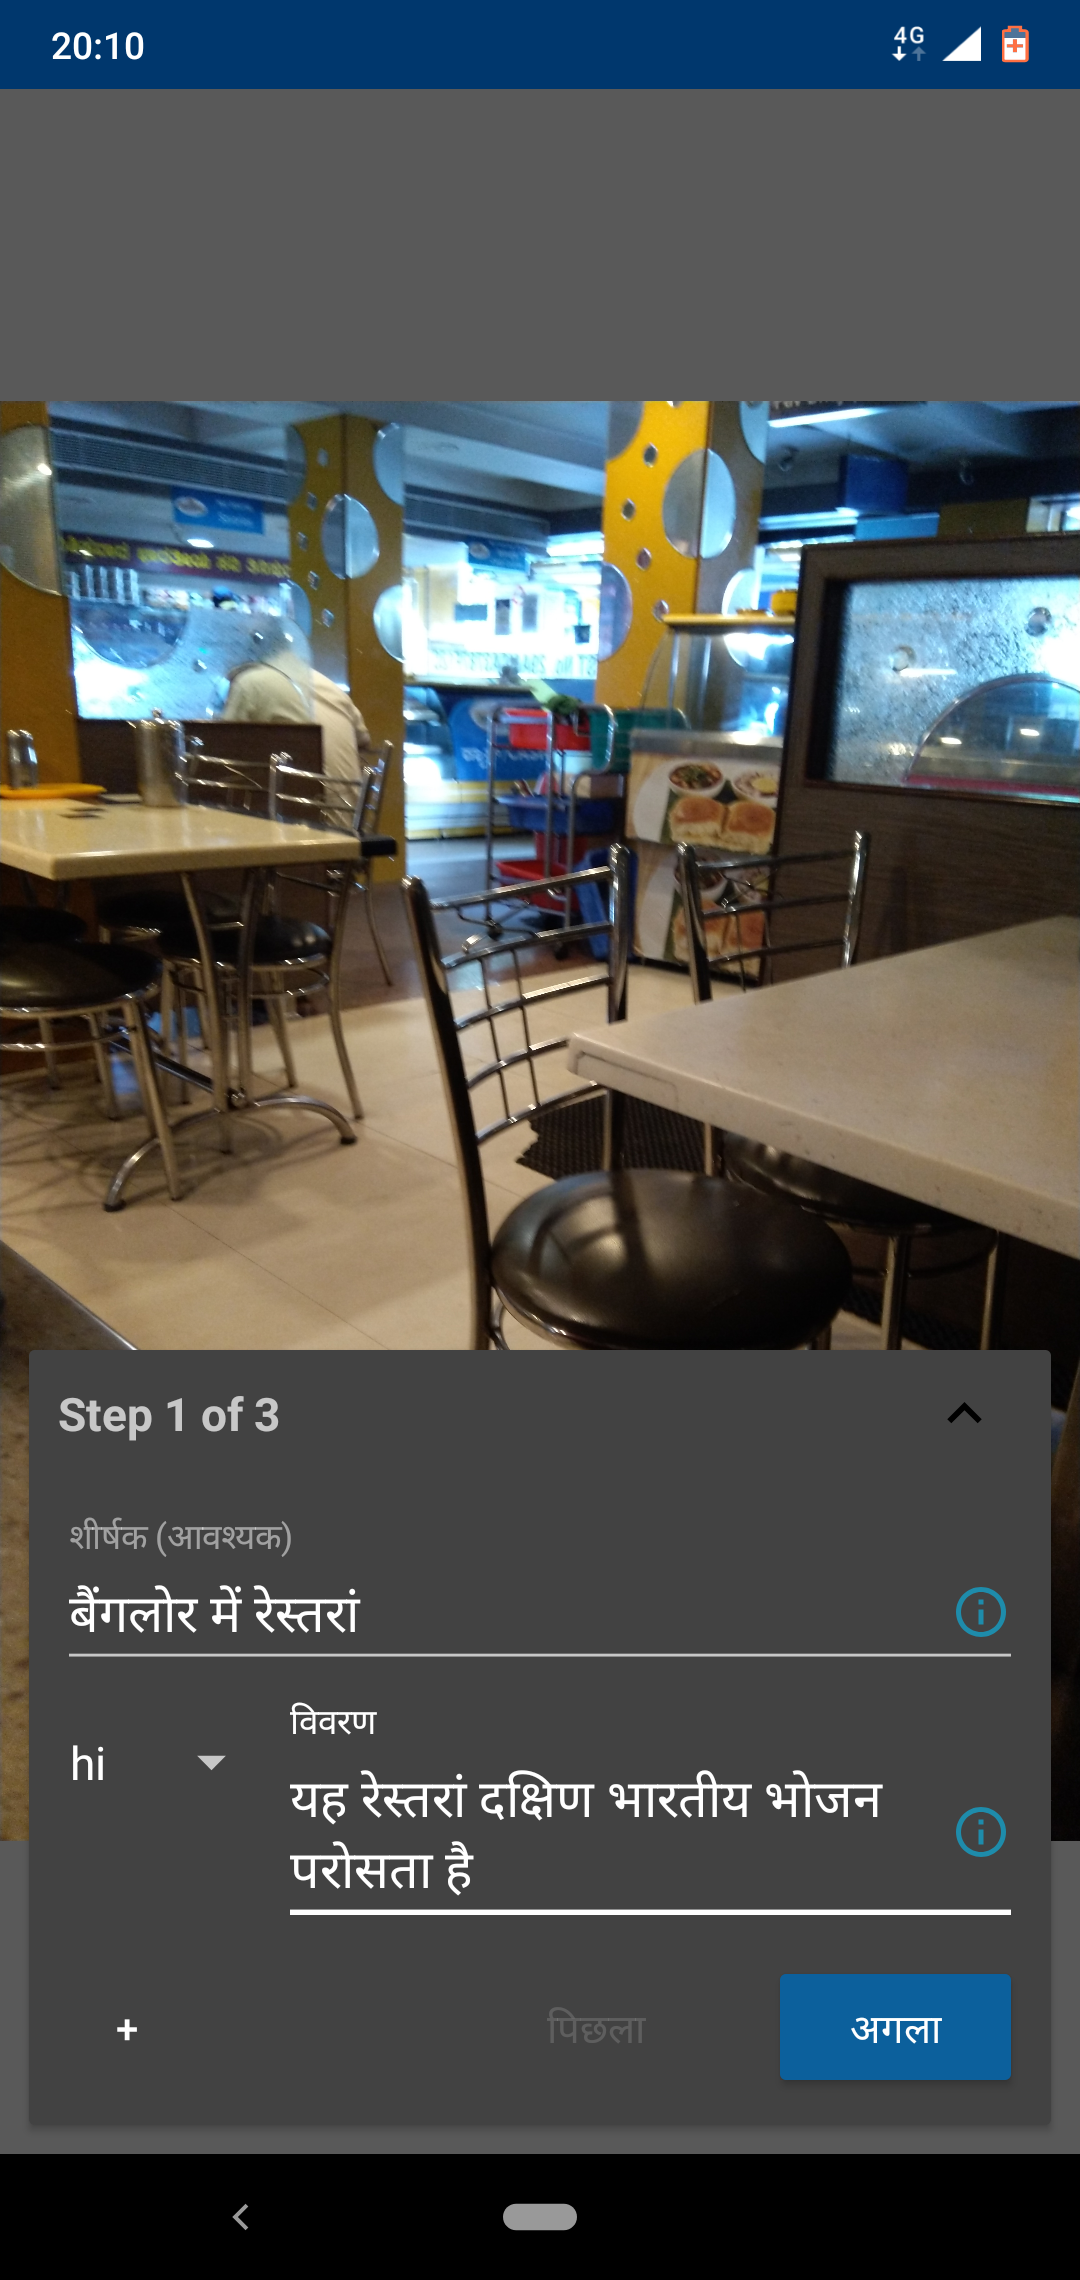 20:10
4G
Step 1 of 3
शीर्षक (आवश्यक)
बैंगलोर में रेस्तरां
विवरण
hi
यह रेस्तरां दक्षिण भारतीय भोजन
परोसता है
+
पिछला
अगला